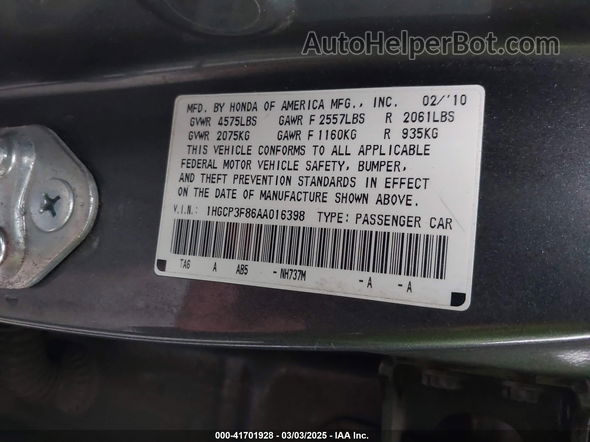 AutoHelperBot.com
MFD. BY HONDA OF AMERICA MFG., INC. 02/'10
GVWR 4575LBS GAWR F 2557LBS R 2061LBS
GVWR 2075KG GAWR F 1160KG R 935KG
THIS VEHICLE CONFORMS TO ALL APPLICABLE
FEDERAL MOTOR VEHICLE SAFETY, BUMPER,
AND THEFT PREVENTION STANDARDS IN EFFECT
ON THE DATE OF MANUFACTURE SHOWN ABOVE.
V.I.N.: 1HGCP3F86AA016398 TYPE: PASSENGER CAR
TA6 A AB5 - NH737M - A - A
000-41701928 - 03/03/2025 - IAA Inc.